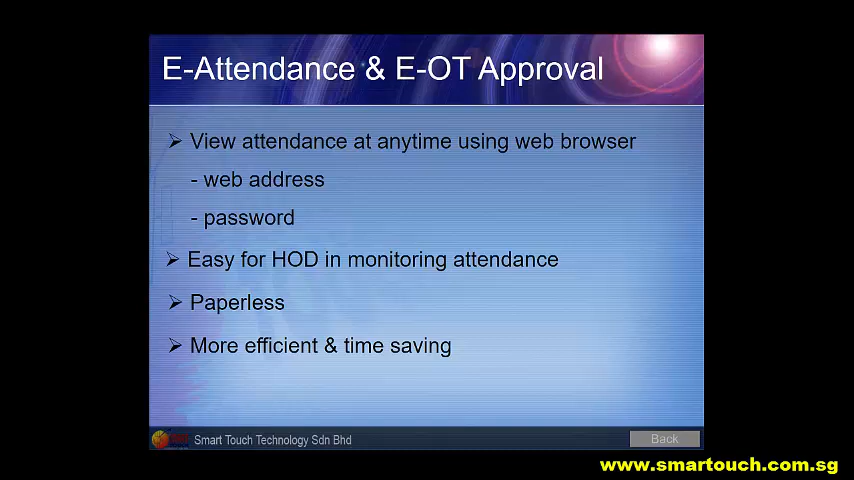 E-Attendance & E-OT Approval
View attendance at anytime using web browser
- web address
- password
Easy for HOD in monitoring attendance
Paperless
More efficient & time saving
Smart Touch Technology Sdn Bhd
Back
www.smartouch.com.sg